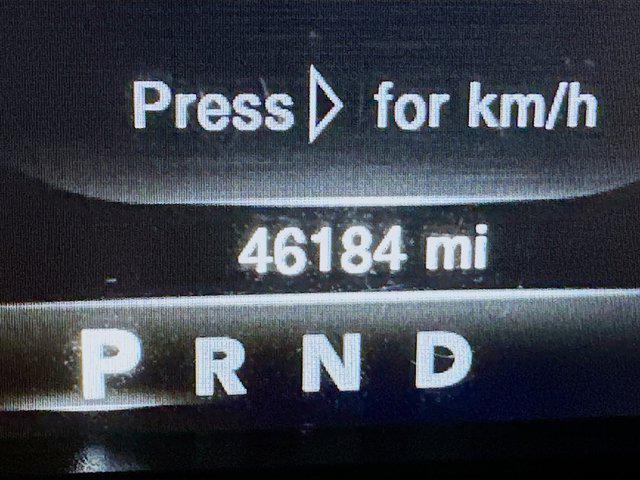 Press ▷ for km/h
46184 mi
P R N D